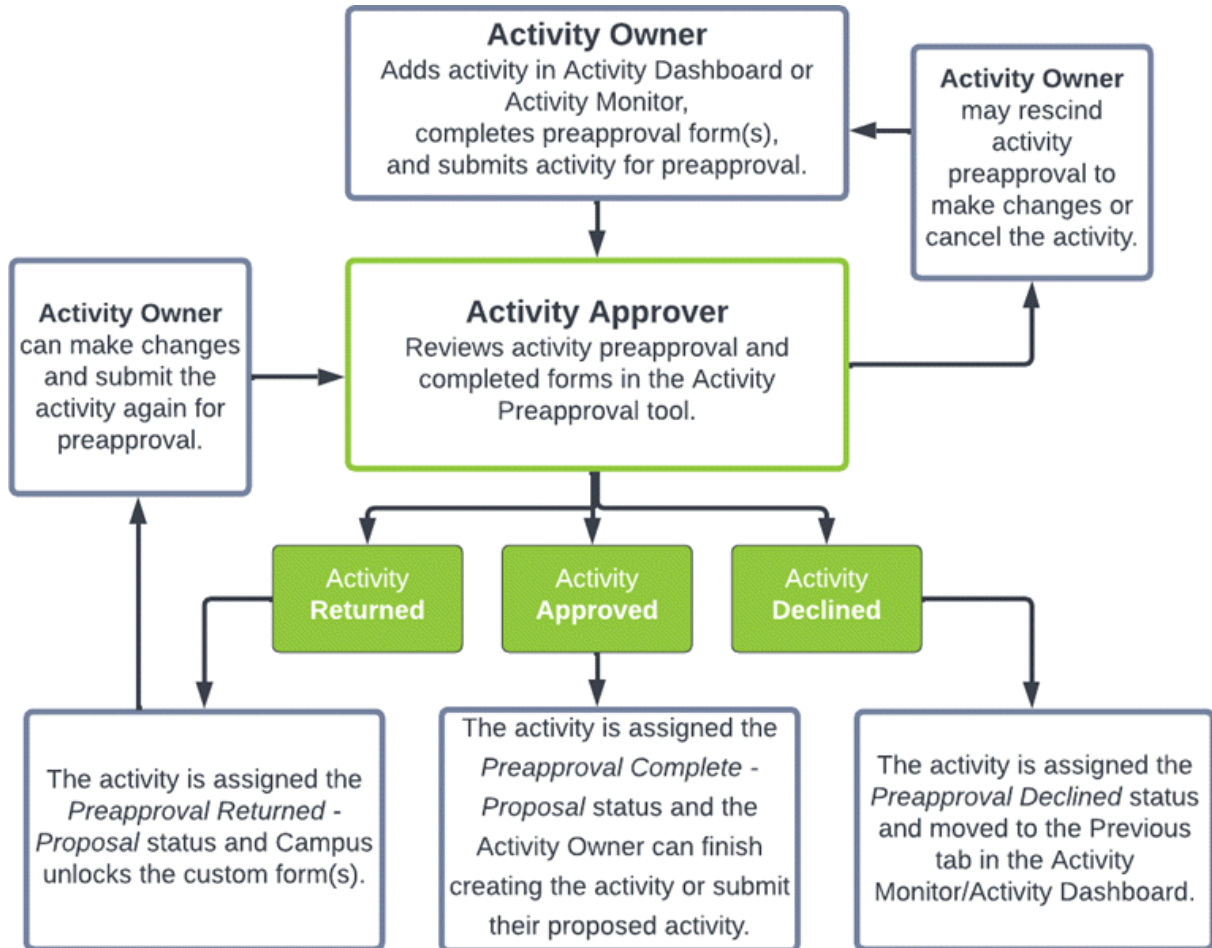 Activity Owner
Adds activity in Activity Dashboard or
Activity Monitor,
completes preapproval form(s),
and submits activity for preapproval.
Activity Owner
may rescind
activity
preapproval to
make changes or
cancel the activity.
Activity Owner
can make changes
and submit the
activity again for
preapproval.
Activity Approver
Reviews activity preapproval and
completed forms in the Activity
Preapproval tool.
Activity
Returned
Activity
Approved
Activity
Declined
The activity is assigned the
Preapproval Returned -
Proposal status and Campus
unlocks the custom form(s).
The activity is assigned the
Preapproval Complete -
Proposal status and the
Activity Owner can finish
creating the activity or submit
their proposed activity.
The activity is assigned the
Preapproval Declined status
and moved to the Previous
tab in the Activity
Monitor/Activity Dashboard.